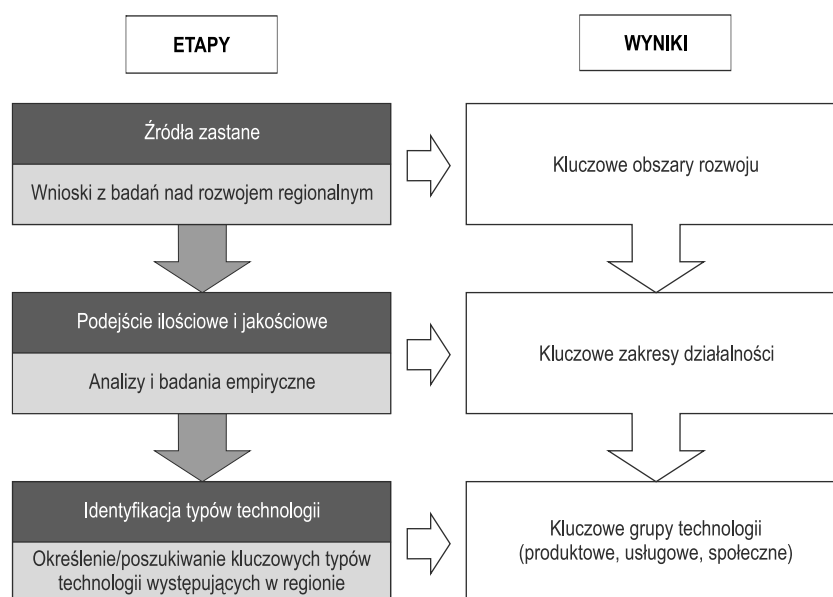 ETAPY
WYNIKI
Źródła zastane
Wnioski z badań nad rozwojem regionalnym
Kluczowe obszary rozwoju
Podejście ilościowe i jakościowe
Analizy i badania empiryczne
Kluczowe zakresy działalności
Identyfikacja typów technologii
Określenie/poszukiwanie kluczowych typów
technologii występujących w regionie
Kluczowe grupy technologii
(produktowe, usługowe, społeczne)